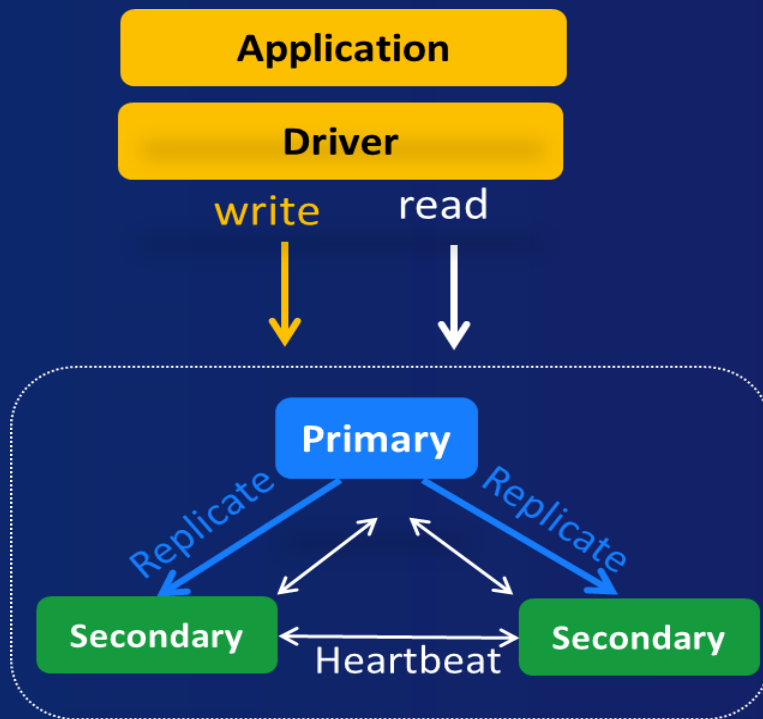 Application
Driver
write
read
Primary
Replicate
Replicate
Secondary
Secondary
Heartbeat